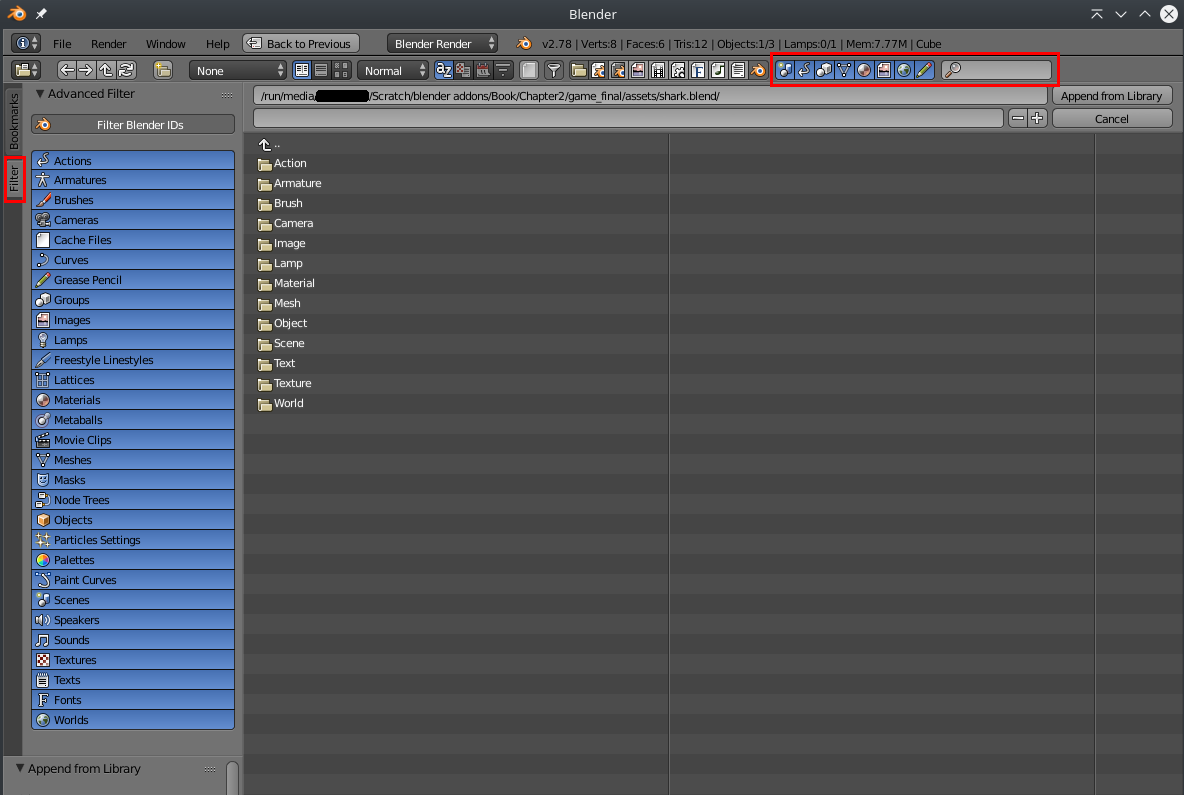 Blender
File Render Window Help Back to Previous Blender Render v2.78 | Verts:8 | Faces:6 | Tris:12 | Objects:1/3 | Lamps:0/1 | Mem:7.77M | Cube
None Normal
Advanced Filter
/run/media/ /Scratch/blender addons/Book/Chapter2/game_final/assets/shark.blend/ Append from Library
Cancel
Bookmarks
Filter
Filter Blender IDs
Actions
Armatures
Brushes
Cameras
Cache Files
Curves
Grease Pencil
Groups
Images
Lamps
Freestyle Linestyles
Lattices
Materials
Metaballs
Movie Clips
Meshes
Masks
Node Trees
Objects
Particles Settings
Palettes
Paint Curves
Scenes
Speakers
Sounds
Textures
Texts
Fonts
Worlds
Append from Library
..
Action
Armature
Brush
Camera
Image
Lamp
Material
Mesh
Object
Scene
Text
Texture
World